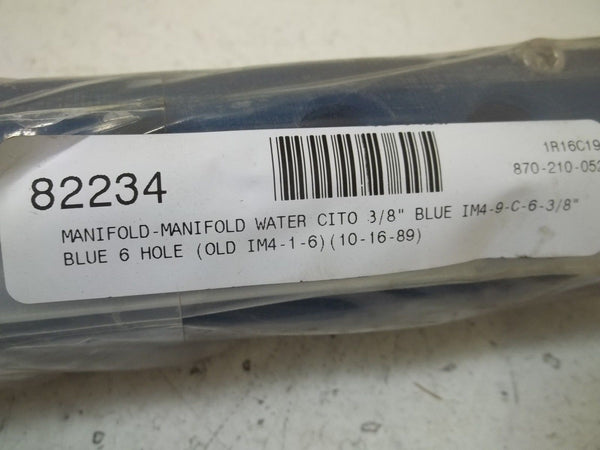 1R16C19
82234
870-210-052
MANIFOLD-MANIFOLD WATER CITO 3/8" BLUE IM4-9-C-6-3/8"
BLUE 6 HOLE (OLD IM4-1-6)(10-16-89)